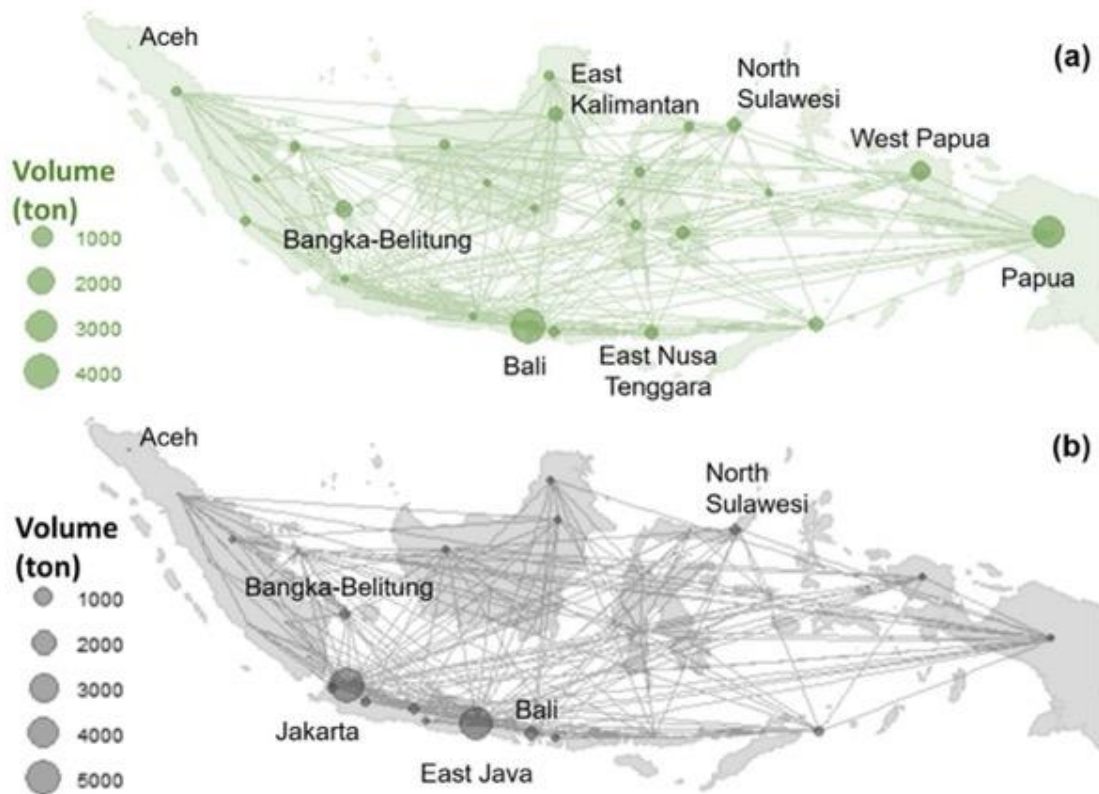 Aceh
(a)
East
Kalimantan
North
Sulawesi
West Papua
Volume
(ton)
1000
2000
3000
4000
Bangka-Belitung
Papua
Bali
East Nusa
Tenggara
Aceh
(b)
North
Sulawesi
Volume
(ton)
1000
2000
3000
4000
5000
Bangka-Belitung
Jakarta
Bali
East Java